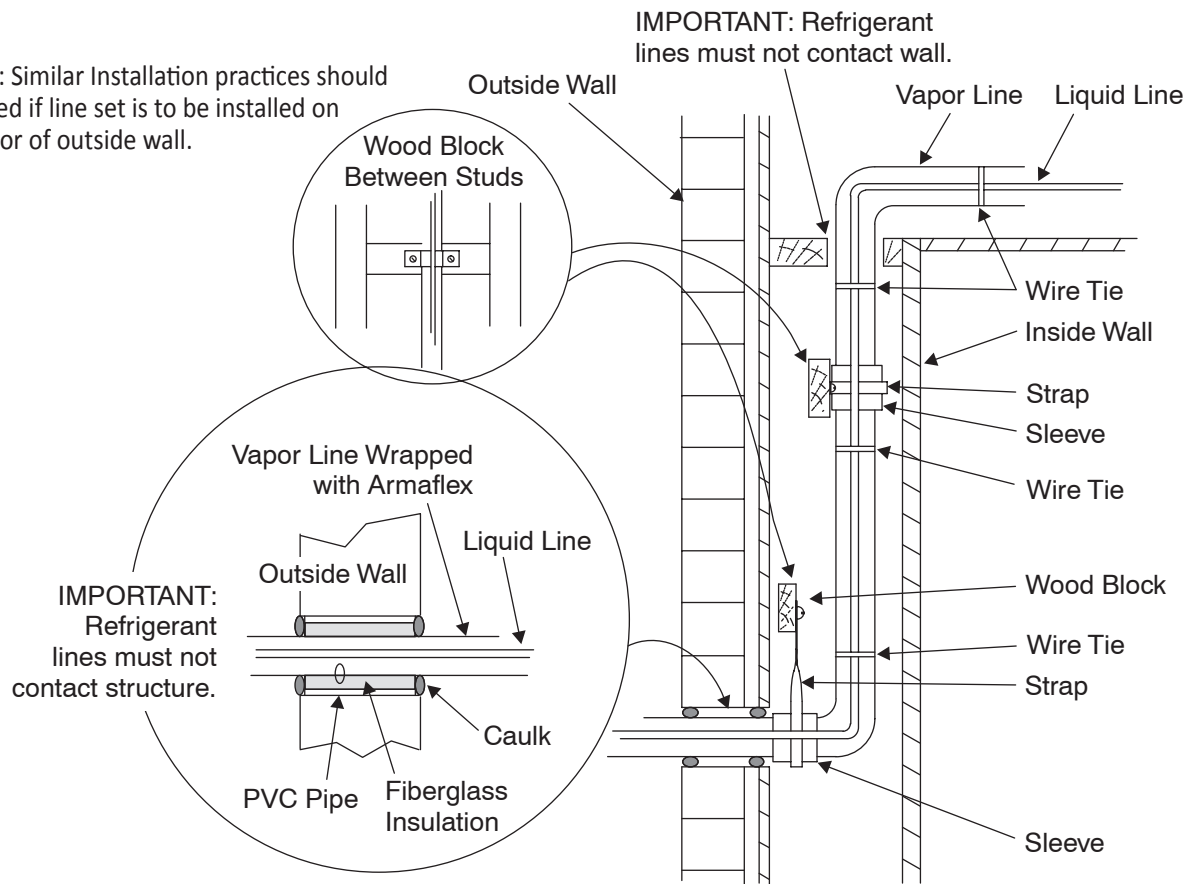 IMPORTANT: Refrigerant
lines must not contact wall.
: Similar Installation practices should
if line set is to be installed on
of outside wall.
Outside Wall
Vapor Line
Liquid Line
Wood Block
Between Studs
Wire Tie
Inside Wall
Strap
Sleeve
Wire Tie
Vapor Line Wrapped
with Armaflex
Liquid Line
Outside Wall
IMPORTANT:
Refrigerant
lines must not
contact structure.
Wood Block
Wire Tie
Strap
Caulk
PVC Pipe
Fiberglass
Insulation
Sleeve